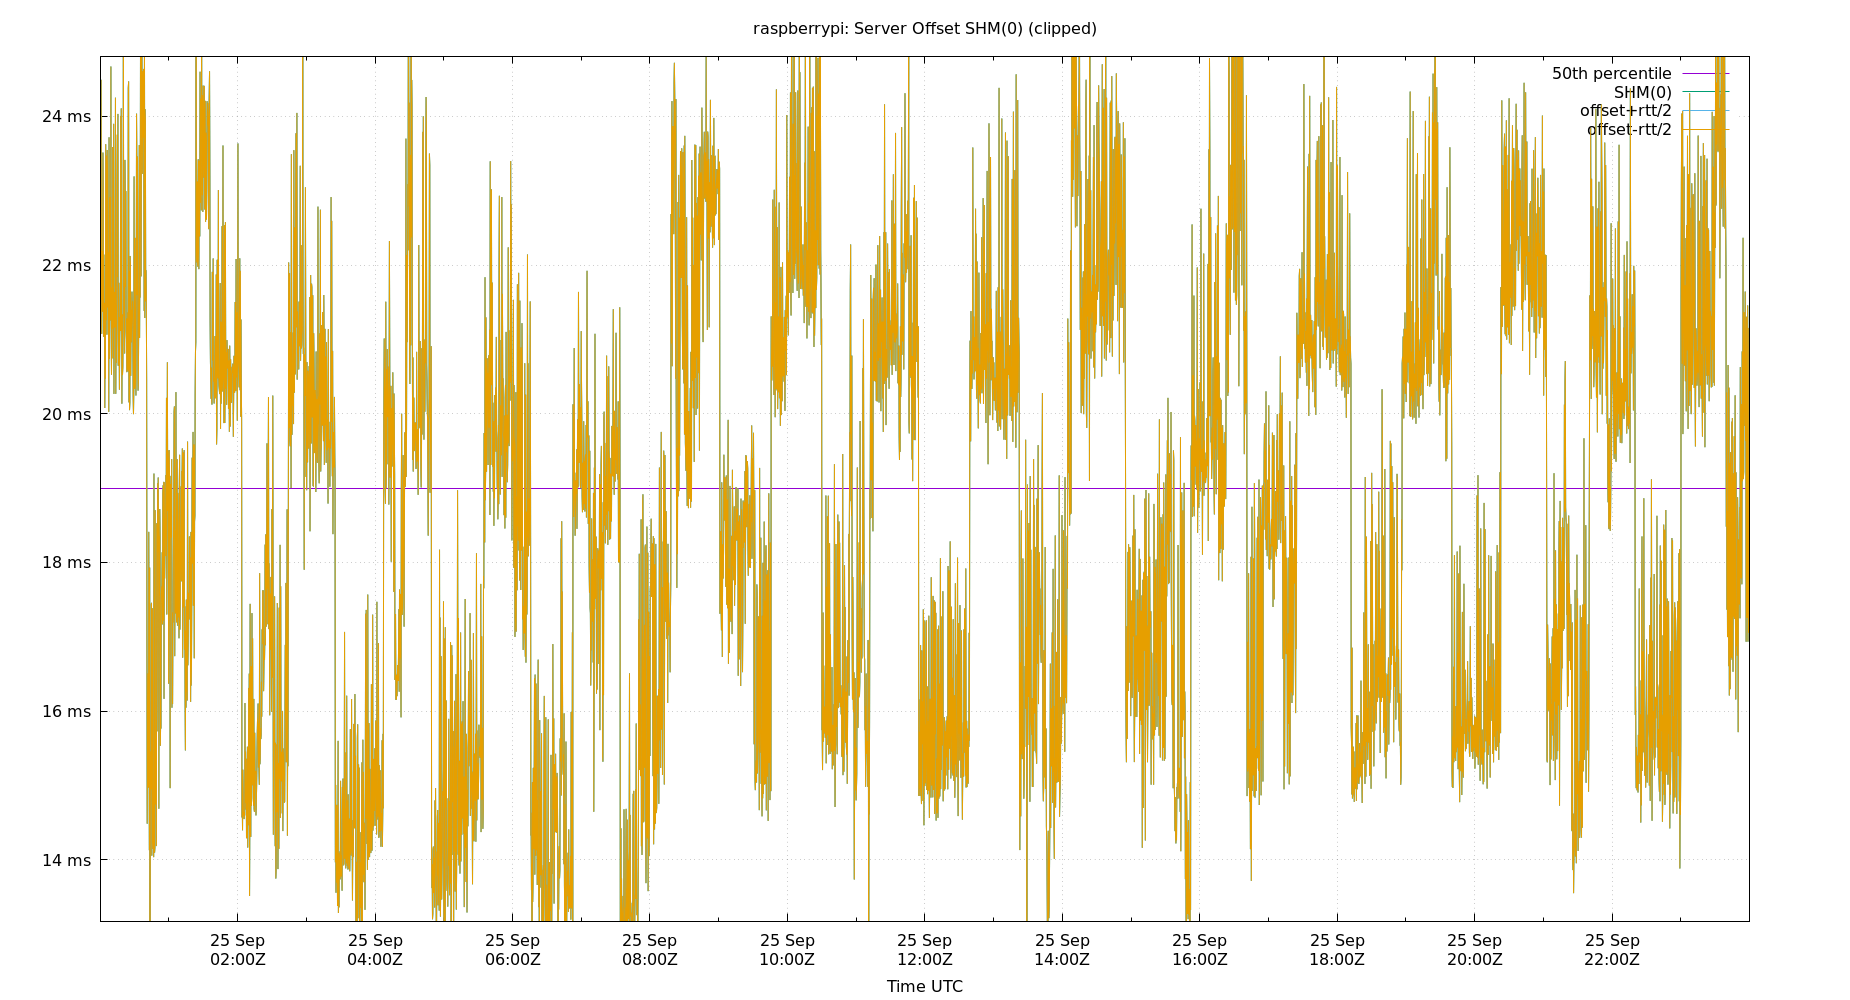 raspberrypi: Server Offset SHM(0) (clipped)
50th percentile
SHM(0)
offset+rtt/2
offset-rtt/2
24 ms
22 ms
20 ms
18 ms
16 ms
14 ms
25 Sep 25 Sep 25 Sep 25 Sep 25 Sep 25 Sep 25 Sep 25 Sep 25 Sep 25 Sep 25 Sep
02:00Z 04:00Z 06:00Z 08:00Z 10:00Z 12:00Z 14:00Z 16:00Z 18:00Z 20:00Z 22:00Z
Time UTC